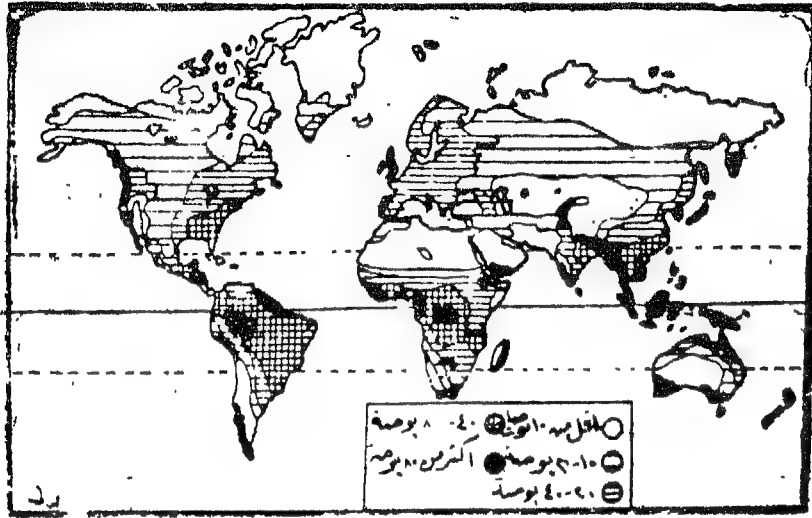 أقل من ١٠ بوصات
١٠-٢٠ بوصة
٢٠-٤٠ بوصة
٤٠-٨٠ بوصة
أكثر من ٨٠ بوصة